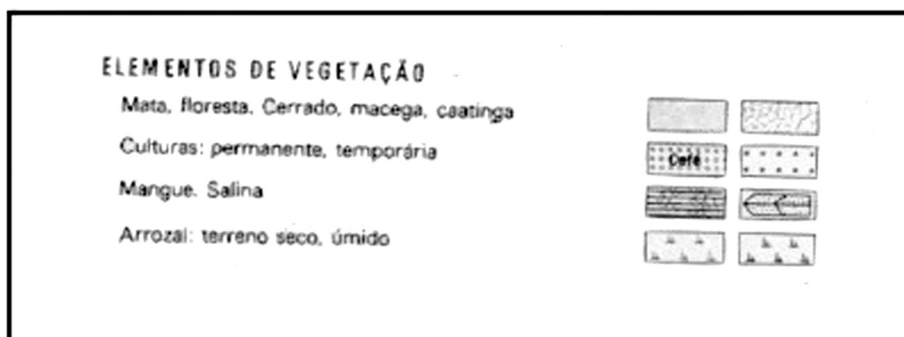 ELEMENTOS DE VEGETAÇÃO
Mata, floresta. Cerrado, macega, caatinga
Culturas: permanente, temporária
Café
Mangue. Salina
Arrozal: terreno seco, úmido